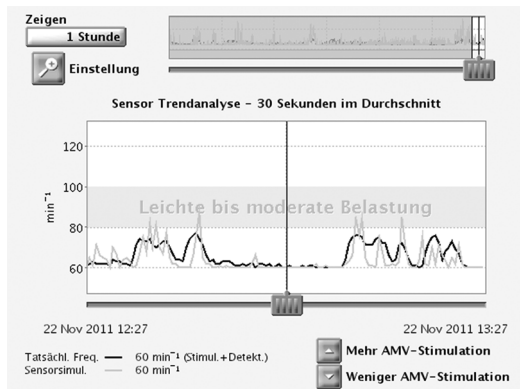 Zeigen
1 Stunde
Einstellung
Sensor Trendanalyse – 30 Sekunden im Durchschnitt
120
100
80
60
min⁻¹
Leichte bis moderate Belastung
22 Nov 2011 12:27
22 Nov 2011 13:27
Tatsächl. Freq. 60 min⁻¹ (Stimul.+Detekt.)
Sensorsimul. 60 min⁻¹
Mehr AMV-Stimulation
Weniger AMV-Stimulation